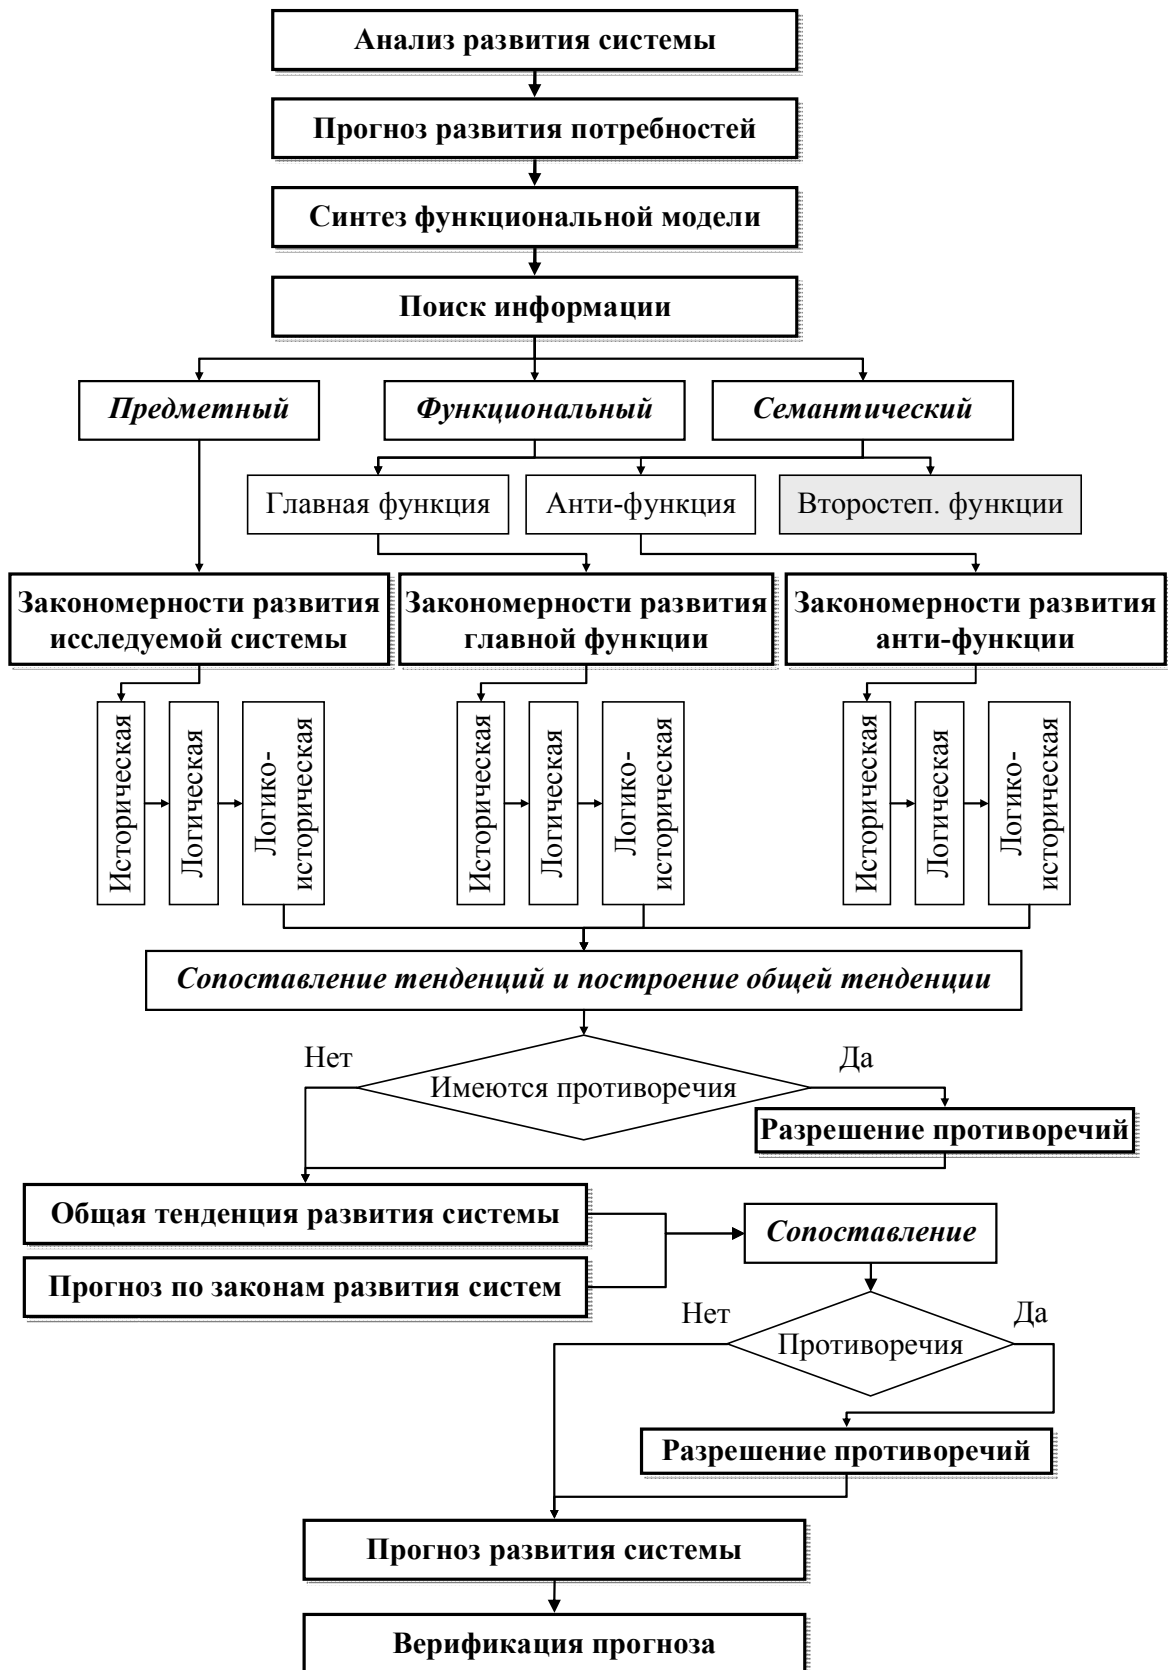 Анализ развития системы
Прогноз развития потребностей
Синтез функциональной модели
Поиск информации
Предметный
Функциональный
Семантический
Главная функция
Анти-функция
Второстеп. функции
Закономерности развития
исследуемой системы
Закономерности развития
главной функции
Закономерности развития
анти-функции
Историческая
Логическая
Логико-
историческая
Историческая
Логическая
Логико-
историческая
Историческая
Логическая
Логико-
историческая
Сопоставление тенденций и построение общей тенденции
Нет
Да
Имеются противоречия
Разрешение противоречий
Общая тенденция развития системы
Сопоставление
Прогноз по законам развития систем
Нет
Да
Противоречия
Разрешение противоречий
Прогноз развития системы
Верификация прогноза